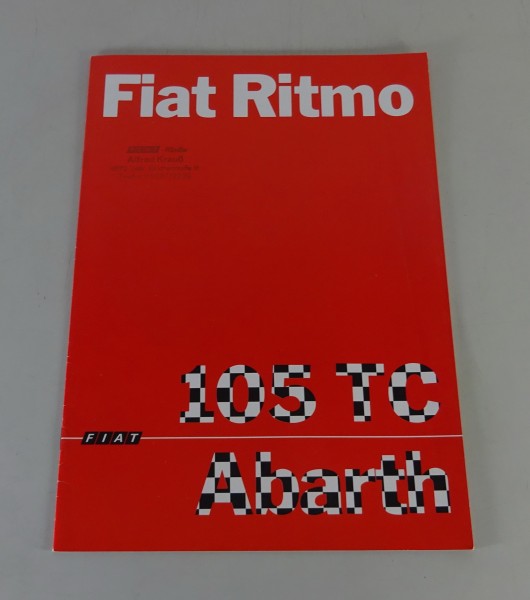 Fiat Ritmo
105 TC
FIAT
Abarth